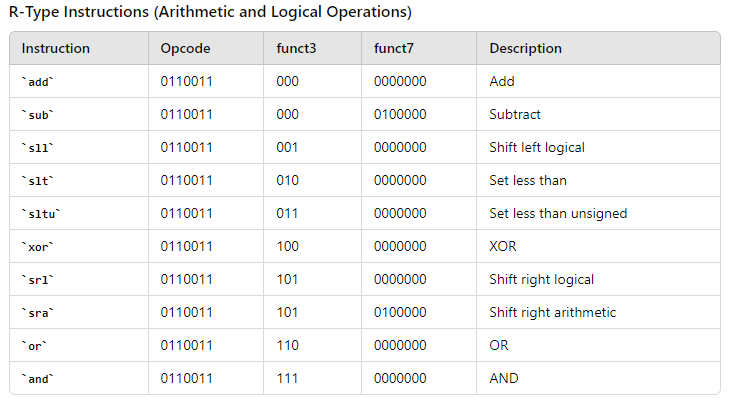 R-Type Instructions (Arithmetic and Logical Operations)
Instruction Opcode funct3 funct7 Description
`add` 0110011 000 0000000 Add
`sub` 0110011 000 0100000 Subtract
`sll` 0110011 001 0000000 Shift left logical
`slt` 0110011 010 0000000 Set less than
`sltu` 0110011 011 0000000 Set less than unsigned
`xor` 0110011 100 0000000 XOR
`srl` 0110011 101 0000000 Shift right logical
`sra` 0110011 101 0100000 Shift right arithmetic
`or` 0110011 110 0000000 OR
`and` 0110011 111 0000000 AND